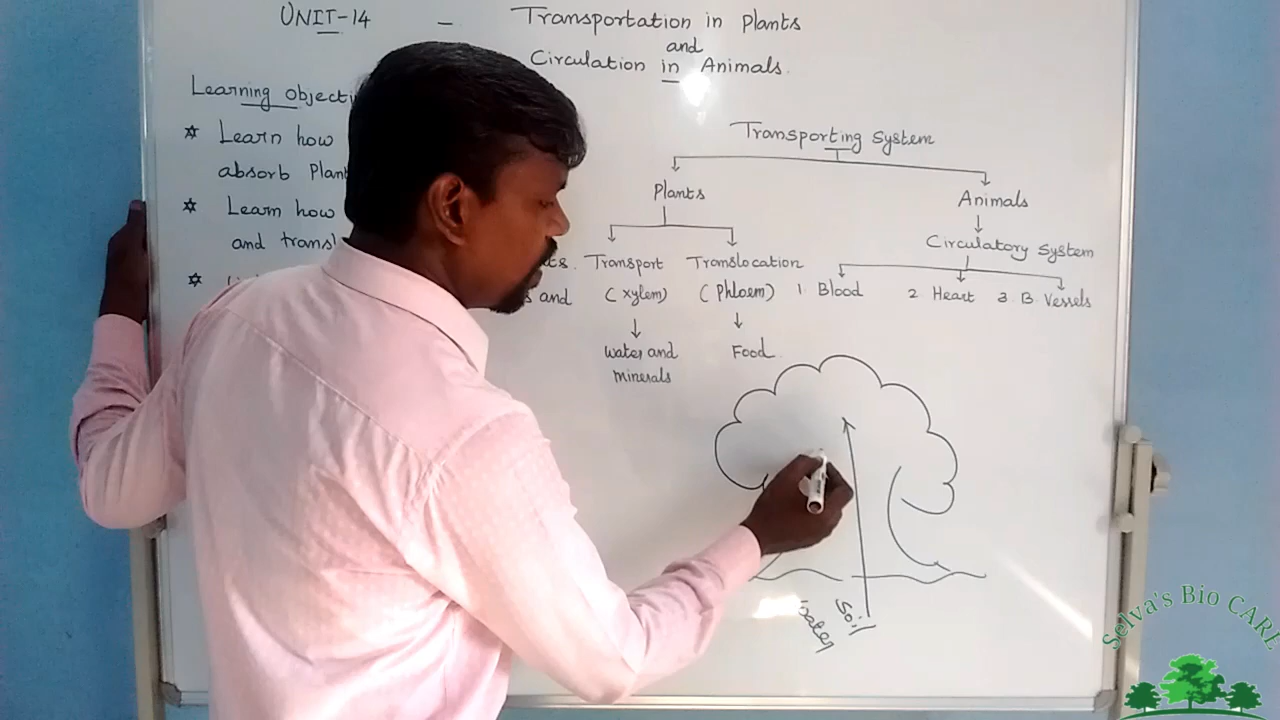 UNIT-14 - Transportation in Plants
and
Circulation in Animals.
Learning objecti
* Learn how
absorb Plan
* Learn how
and transl
*
ts.
s and
Transporting System
Plants
Animals
Circulatory System
Transport Translocation
(xylem) (Phloem)
1. Blood 2 Heart 3. B. Vessels
Water and
minerals
Food
Water Soil
Selva's Bio CARE